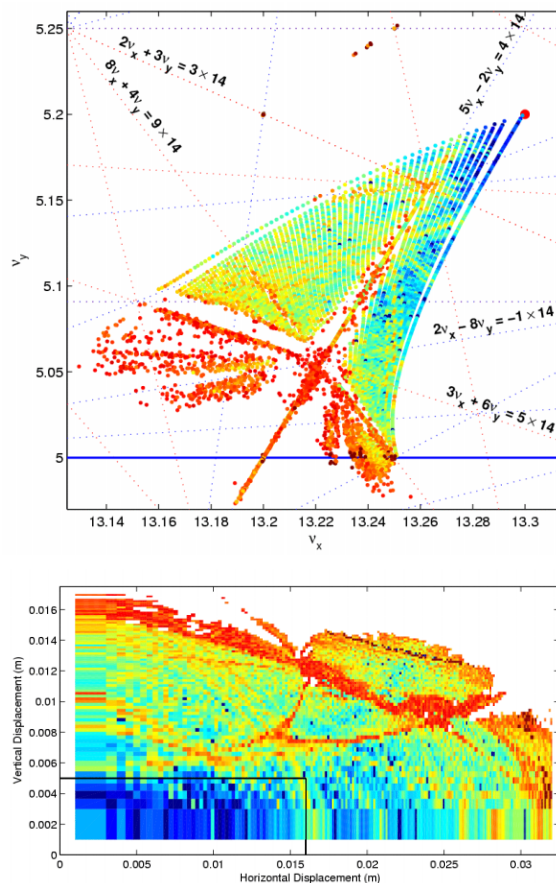 5.25
5.2
5.15
5.1
5.05
5
ν_y
2ν_x + 3ν_y = 3×14
8ν_x + 4ν_y = 9×14
5ν_x − 2ν_y = 4×14
2ν_x − 8ν_y = −1×14
3ν_x + 6ν_y = 5×14
13.14 13.16 13.18 13.2 13.22 13.24 13.26 13.28 13.3
ν_x
0.016
0.014
0.012
0.01
0.008
0.006
0.004
0.002
0
Vertical Displacement (m)
0 0.005 0.01 0.015 0.02 0.025 0.03
Horizontal Displacement (m)